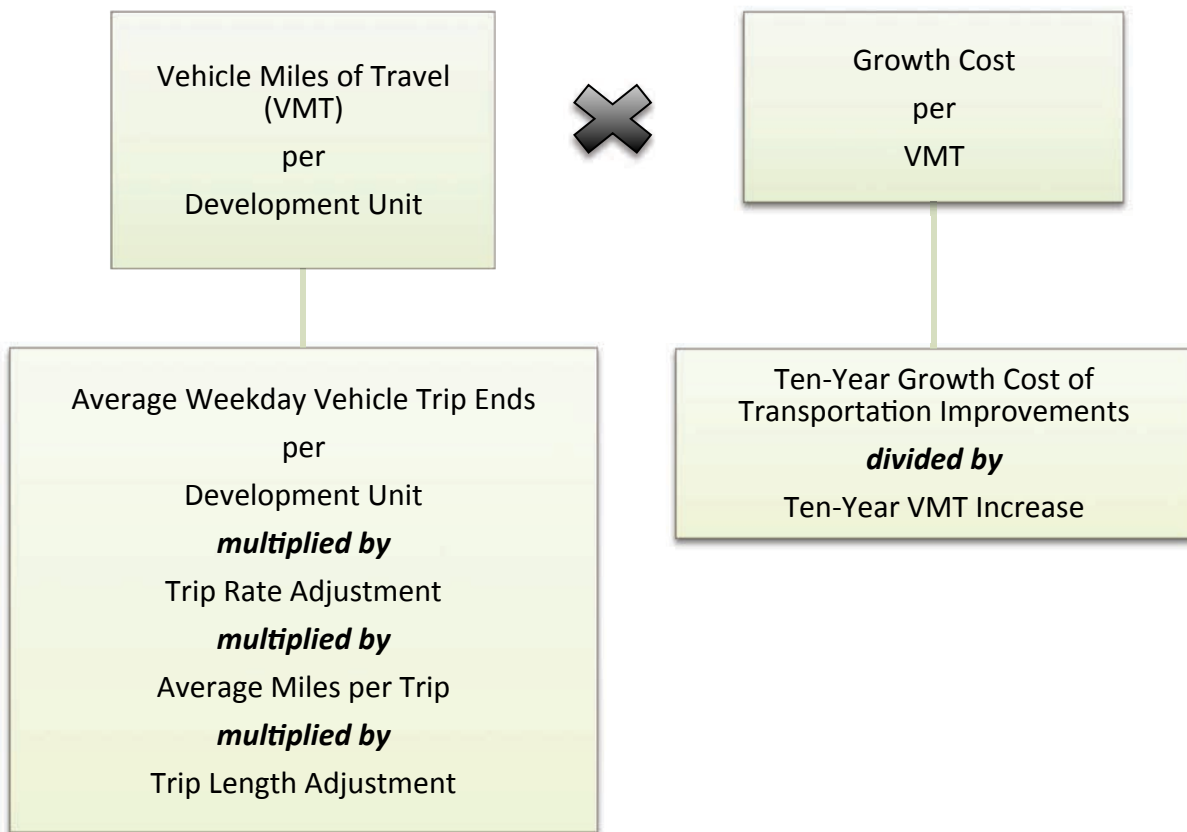 Vehicle Miles of Travel
(VMT)
per
Development Unit
Growth Cost
per
VMT
Average Weekday Vehicle Trip Ends
per
Development Unit
multiplied by
Trip Rate Adjustment
multiplied by
Average Miles per Trip
multiplied by
Trip Length Adjustment
Ten-Year Growth Cost of
Transportation Improvements
divided by
Ten-Year VMT Increase